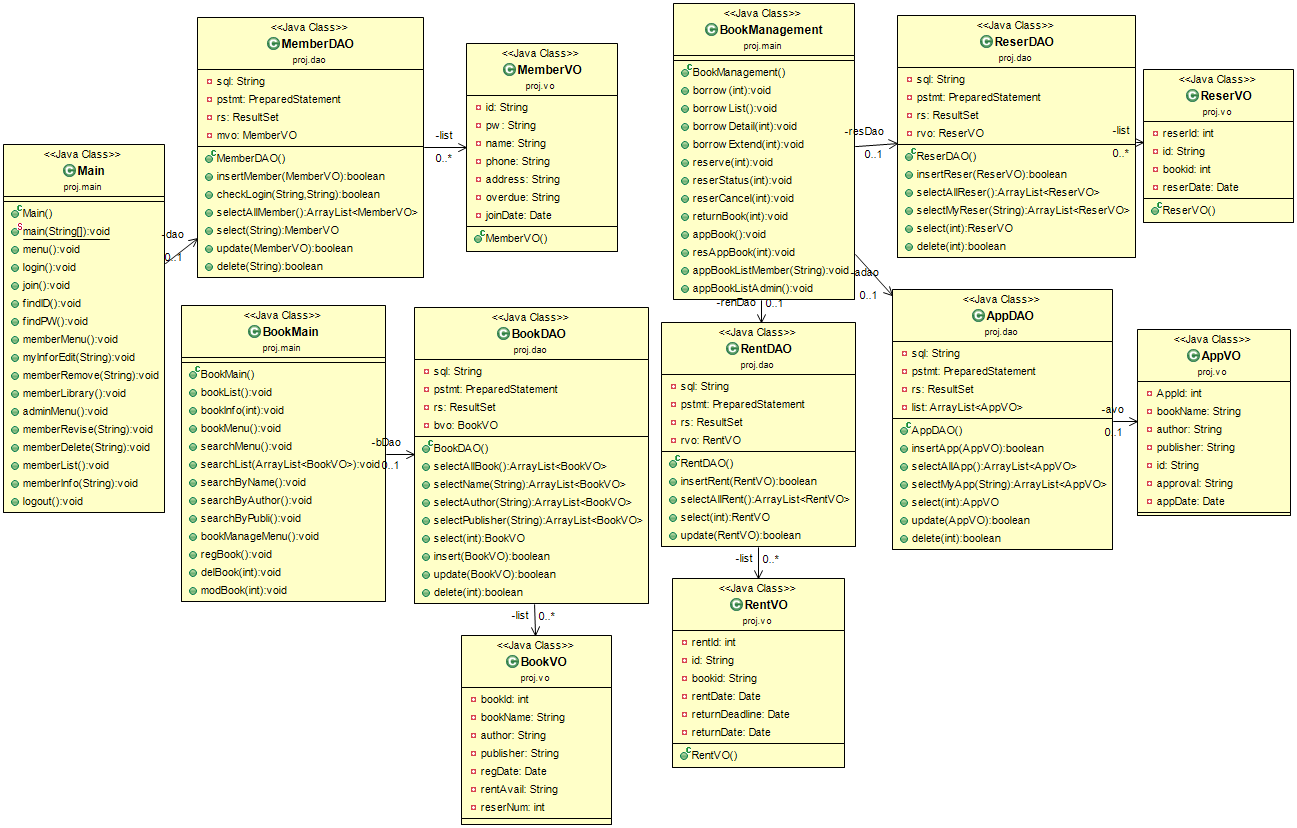 <<Java Class>>
Main
proj.main
Main()
main(String[]):void
menu():void
login():void
join():void
findID():void
findPW():void
memberMenu():void
myInforEdit(String):void
memberRemove(String):void
memberLibrary():void
adminMenu():void
memberRevise(String):void
memberDelete(String):void
memberList():void
memberInfo(String):void
logout():void
-dao
0..1
<<Java Class>>
MemberDAO
proj.dao
sql: String
pstmt: PreparedStatement
rs: ResultSet
mvo: MemberVO
MemberDAO()
insertMember(MemberVO):boolean
checkLogin(String,String):boolean
selectAllMember():ArrayList<MemberVO>
select(String):MemberVO
update(MemberVO):boolean
delete(String):boolean
-list
0..*
<<Java Class>>
MemberVO
proj.vo
id: String
pw: String
name: String
phone: String
address: String
overdue: String
joinDate: Date
MemberVO()
<<Java Class>>
BookMain
proj.main
BookMain()
bookList():void
bookInfo(int):void
bookMenu():void
searchMenu():void
searchList(ArrayList<BookVO>):void
searchByName():void
searchByAuthor():void
searchByPubli():void
bookManageMenu():void
regBook():void
delBook(int):void
modBook(int):void
-bDao
0..1
<<Java Class>>
BookDAO
proj.dao
sql: String
pstmt: PreparedStatement
rs: ResultSet
bvo: BookVO
BookDAO()
selectAllBook():ArrayList<BookVO>
selectName(String):ArrayList<BookVO>
selectAuthor(String):ArrayList<BookVO>
selectPublisher(String):ArrayList<BookVO>
select(int):BookVO
insert(BookVO):boolean
update(BookVO):boolean
delete(int):boolean
-list
0..*
<<Java Class>>
BookVO
proj.vo
bookId: int
bookName: String
author: String
publisher: String
regDate: Date
rentAvail: String
reserNum: int
<<Java Class>>
BookManagement
proj.main
BookManagement()
borrow(int):void
borrowList():void
borrowDetail(int):void
borrowExtend(int):void
reserve(int):void
reserStatus(int):void
reserCancel(int):void
returnBook(int):void
appBook():void
resAppBook(int):void
appBookListMember(String):void
appBookListAdmin():void
-resDao
0..1
-adao
0..1
-renDao
0..1
<<Java Class>>
ReserDAO
proj.dao
sql: String
pstmt: PreparedStatement
rs: ResultSet
rvo: ReserVO
ReserDAO()
insertReser(ReserVO):boolean
selectAllReser():ArrayList<ReserVO>
selectMyReser(String):ArrayList<ReserVO>
select(int):ReserVO
delete(int):boolean
-list
0..*
<<Java Class>>
ReserVO
proj.vo
reserId: int
id: String
bookid: int
reserDate: Date
ReserVO()
<<Java Class>>
RentDAO
proj.dao
sql: String
pstmt: PreparedStatement
rs: ResultSet
rvo: RentVO
RentDAO()
insertRent(RentVO):boolean
selectAllRent():ArrayList<RentVO>
select(int):RentVO
update(RentVO):boolean
-list
0..*
<<Java Class>>
RentVO
proj.vo
rentId: int
id: String
bookid: String
rentDate: Date
returnDeadline: Date
returnDate: Date
RentVO()
<<Java Class>>
AppDAO
proj.dao
sql: String
pstmt: PreparedStatement
rs: ResultSet
list: ArrayList<AppVO>
AppDAO()
insertApp(AppVO):boolean
selectAllApp():ArrayList<AppVO>
selectMyApp(String):ArrayList<AppVO>
select(int):AppVO
update(AppVO):boolean
delete(int):boolean
-avo
0..1
<<Java Class>>
AppVO
proj.vo
AppId: int
bookName: String
author: String
publisher: String
id: String
approval: String
appDate: Date